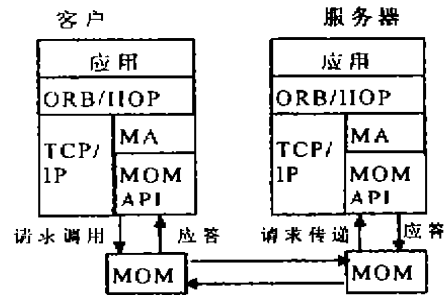 客户 服务器
应用 应用
ORB/IIOP ORB/IIOP
TCP/ MA TCP/ MA
IP MOM IP MOM
API API
请求调用 应答 请求传递 应答
MOM MOM